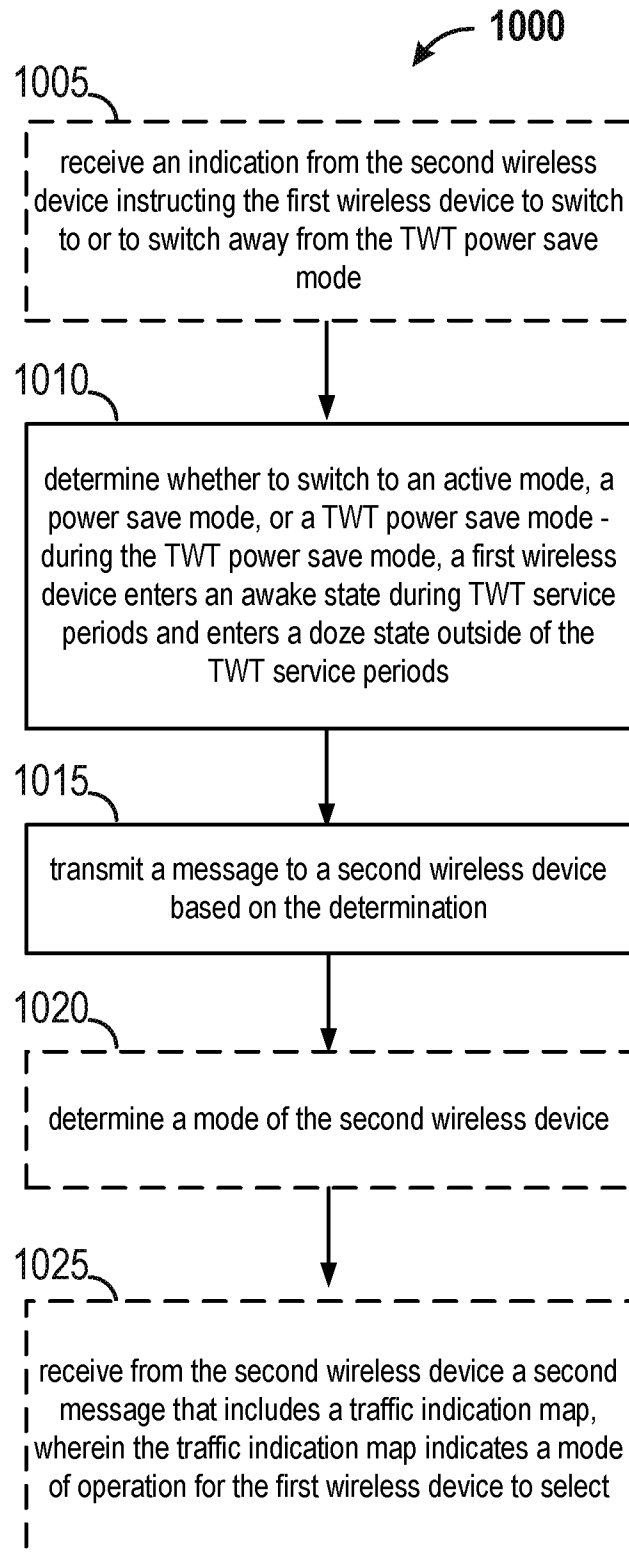 1000
1005
receive an indication from the second wireless
device instructing the first wireless device to switch
to or to switch away from the TWT power save
mode
1010
determine whether to switch to an active mode, a
power save mode, or a TWT power save mode -
during the TWT power save mode, a first wireless
device enters an awake state during TWT service
periods and enters a doze state outside of the
TWT service periods
1015
transmit a message to a second wireless device
based on the determination
1020
determine a mode of the second wireless device
1025
receive from the second wireless device a second
message that includes a traffic indication map,
wherein the traffic indication map indicates a mode
of operation for the first wireless device to select